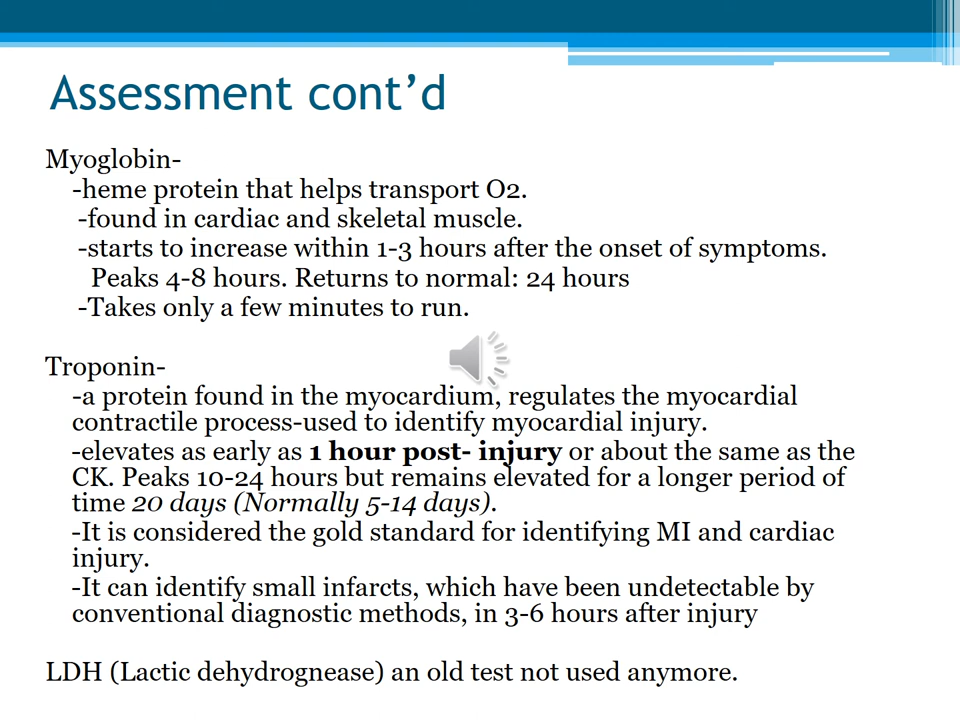 Assessment cont’d
Myoglobin-
-heme protein that helps transport O2.
-found in cardiac and skeletal muscle.
-starts to increase within 1-3 hours after the onset of symptoms.
Peaks 4-8 hours. Returns to normal: 24 hours
-Takes only a few minutes to run.
Troponin-
-a protein found in the myocardium, regulates the myocardial
contractile process-used to identify myocardial injury.
-elevates as early as 1 hour post- injury or about the same as the
CK. Peaks 10-24 hours but remains elevated for a longer period of
time 20 days (Normally 5-14 days).
-It is considered the gold standard for identifying MI and cardiac
injury.
-It can identify small infarcts, which have been undetectable by
conventional diagnostic methods, in 3-6 hours after injury
LDH (Lactic dehydrognease) an old test not used anymore.